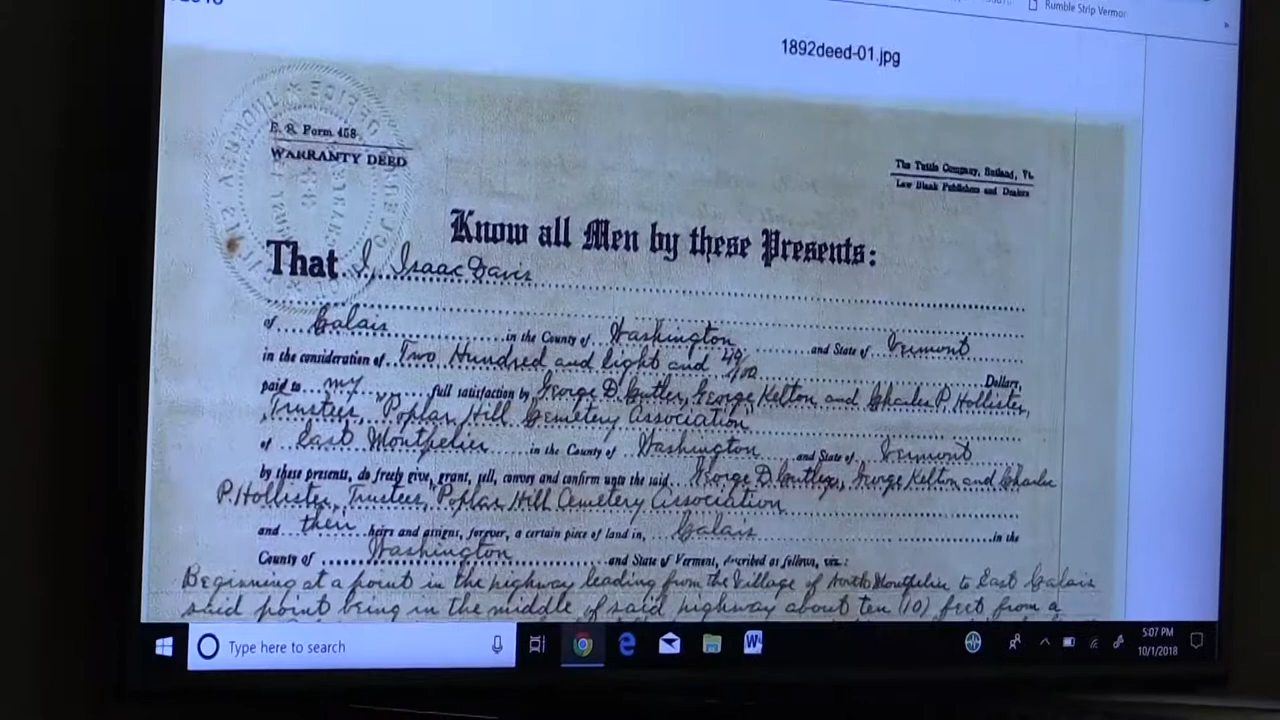 Rumble Strip Vermor
»
1892deed-01.jpg
E. & Form 458.
WARRANTY DEED
The Tuttle Company, Rutland, Vt.
Law Blank Publishers and Dealers
Know all Men by these Presents:
That I, Isaac Davis
of Calais in the County of Washington and State of Vermont
in the consideration of Two Hundred and Eight and 49/100 Dollars,
paid to my full satisfaction by George D. Cutler, George Kelton and Charles P. Hollister,
Trustees, Poplar Hill Cemetery Association
of East Montpelier in the County of Washington and State of Vermont
by these presents, do freely give, grant, sell, convey and confirm unto the said George D. Cutler, George Kelton and Charles
P. Hollister, Trustees, "Poplar Hill Cemetery Association
and their heirs and assigns, forever, a certain piece of land in, Calais in the
County of Washington and State of Vermont, described as follows, viz.:
Beginning at a point in the highway leading from the Village of North Montpelier to East Calais
said point being in the middle of said highway about ten (10) feet from a
Type here to search
5:07 PM
10/1/2018